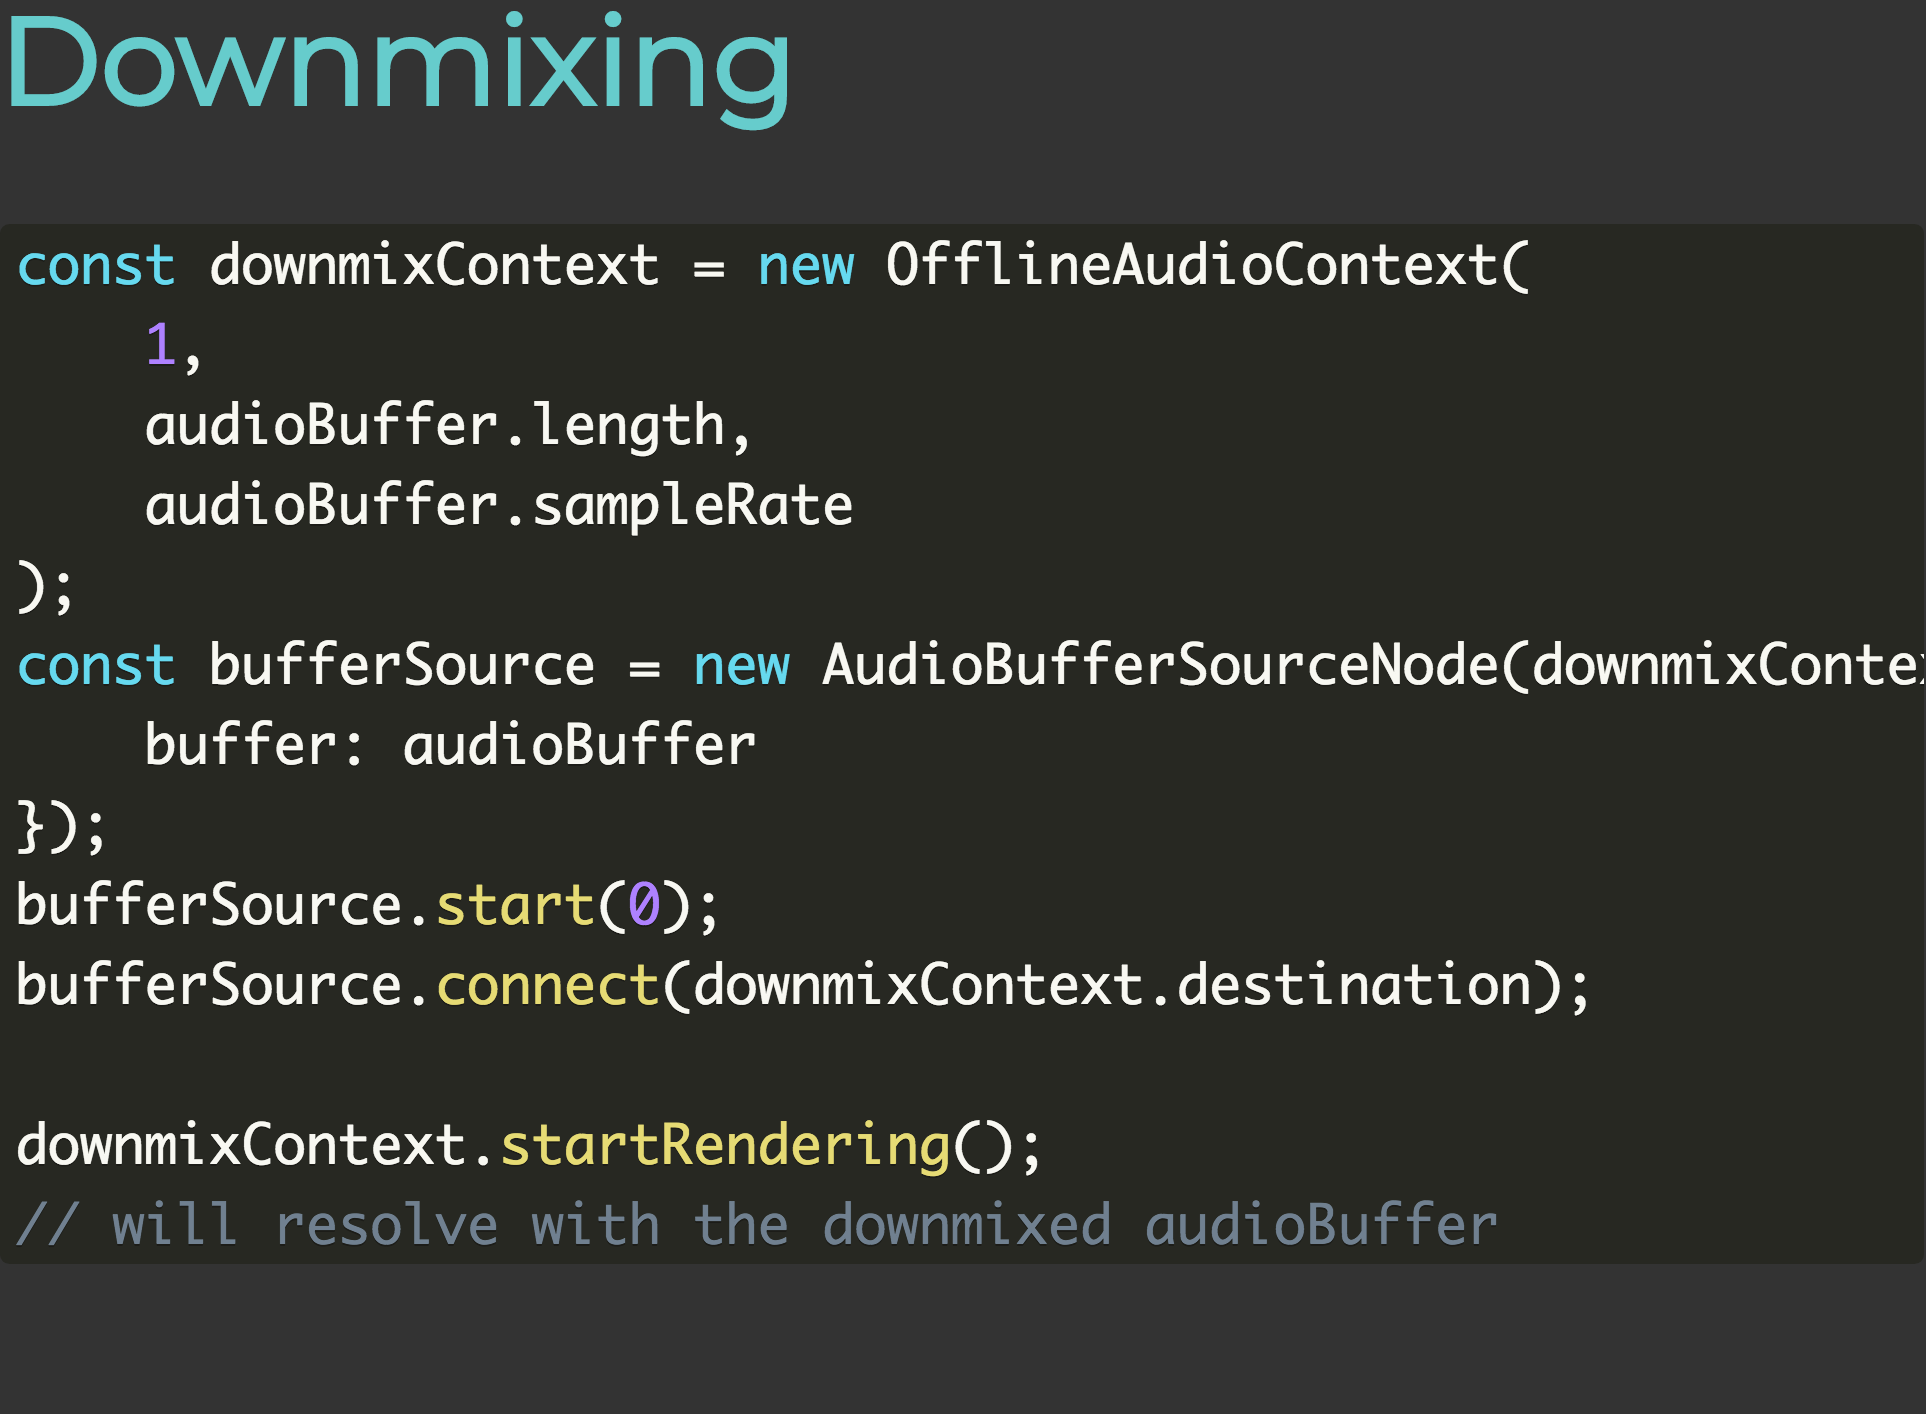 Downmixing
const downmixContext = new OfflineAudioContext(
    1,
    audioBuffer.length,
    audioBuffer.sampleRate
);
const bufferSource = new AudioBufferSourceNode(downmixConte
    buffer: audioBuffer
});
bufferSource.start(0);
bufferSource.connect(downmixContext.destination);

downmixContext.startRendering();
// will resolve with the downmixed audioBuffer